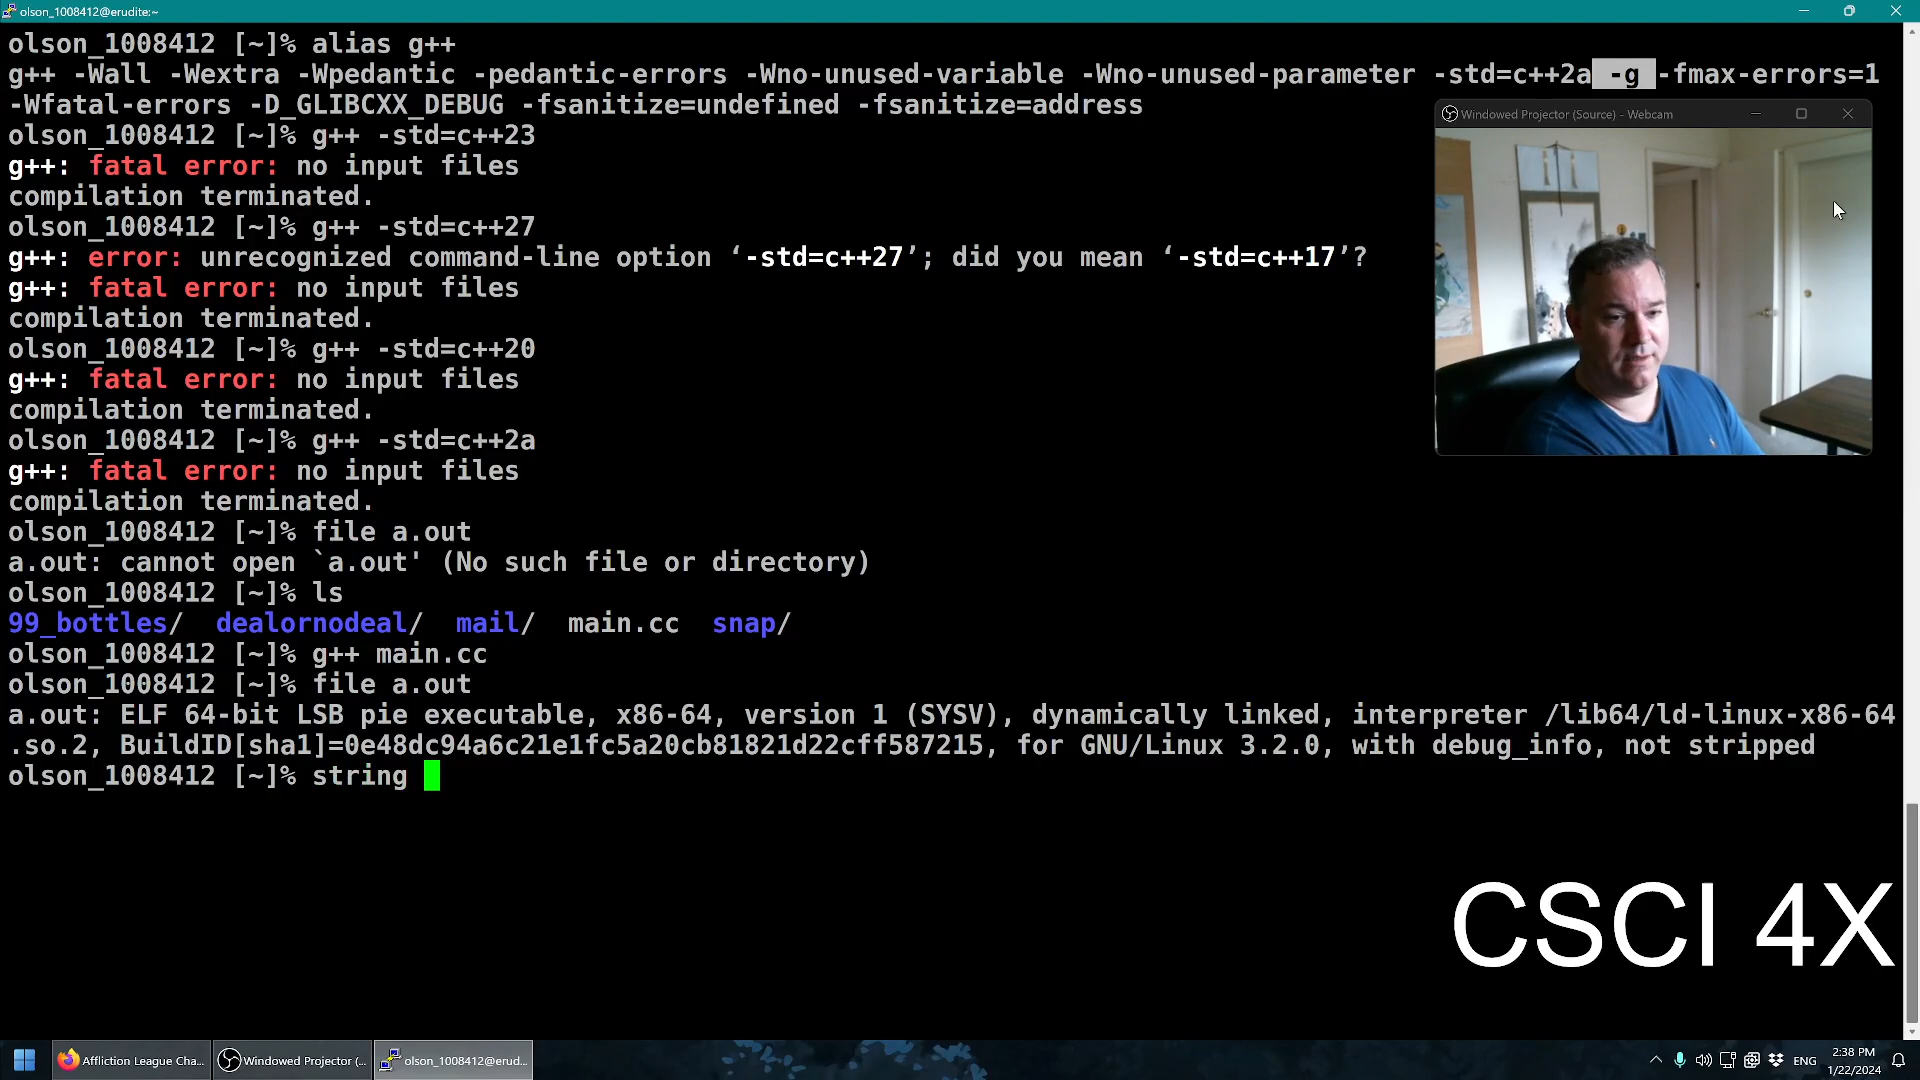 olson_1008412@erudite:~
olson_1008412 [~]% alias g++
g++ -Wall -Wextra -Wpedantic -pedantic-errors -Wno-unused-variable -Wno-unused-parameter -std=c++2a -g -fmax-errors=1
-Wfatal-errors -D_GLIBCXX_DEBUG -fsanitize=undefined -fsanitize=address
Windowed Projector (Source) - Webcam
olson_1008412 [~]% g++ -std=c++23
g++: fatal error: no input files
compilation terminated.
olson_1008412 [~]% g++ -std=c++27
g++: error: unrecognized command-line option ‘-std=c++27’; did you mean ‘-std=c++17’?
g++: fatal error: no input files
compilation terminated.
olson_1008412 [~]% g++ -std=c++20
g++: fatal error: no input files
compilation terminated.
olson_1008412 [~]% g++ -std=c++2a
g++: fatal error: no input files
compilation terminated.
olson_1008412 [~]% file a.out
a.out: cannot open `a.out' (No such file or directory)
olson_1008412 [~]% ls
99_bottles/  dealornodeal/  mail/  main.cc  snap/
olson_1008412 [~]% g++ main.cc
olson_1008412 [~]% file a.out
a.out: ELF 64-bit LSB pie executable, x86-64, version 1 (SYSV), dynamically linked, interpreter /lib64/ld-linux-x86-64
.so.2, BuildID[sha1]=0e48dc94a6c21e1fc5a20cb81821d22cff587215, for GNU/Linux 3.2.0, with debug_info, not stripped
olson_1008412 [~]% string
CSCI 4X
Affliction League Cha...
Windowed Projector (...
olson_1008412@erud...
ENG
2:38 PM
1/22/2024